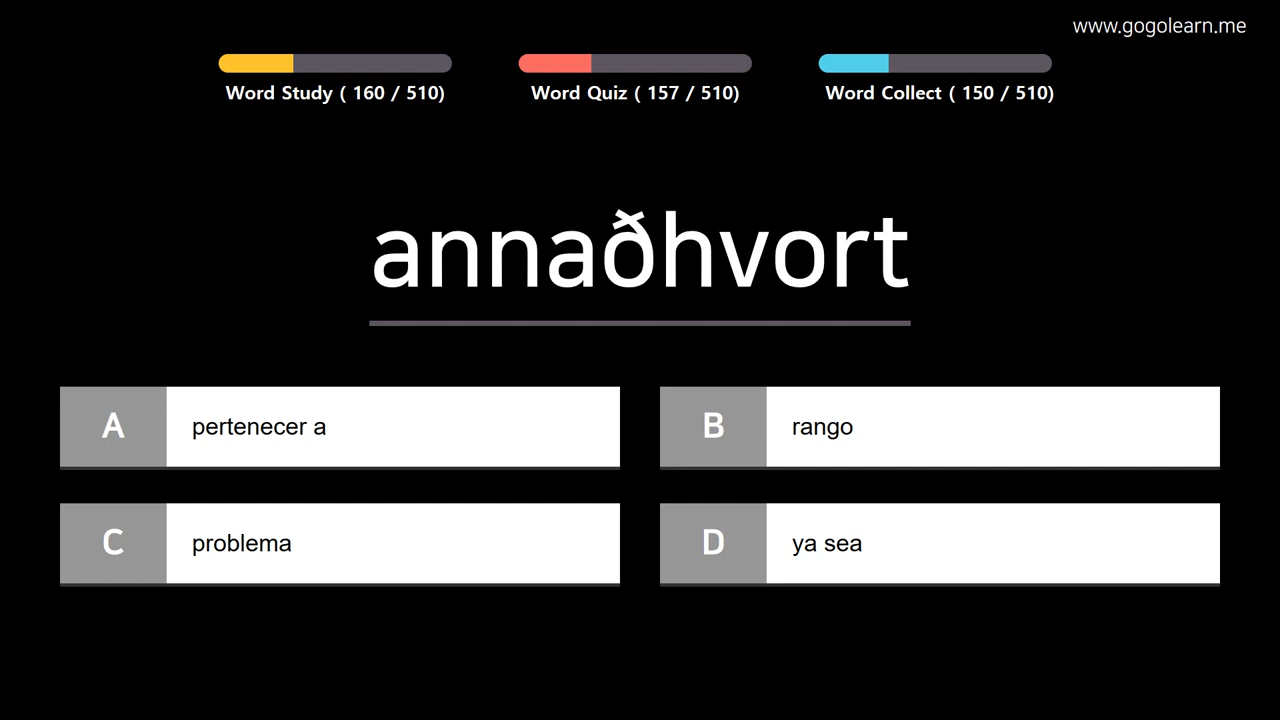 www.gogolearn.me
Word Study ( 160 / 510)
Word Quiz ( 157 / 510)
Word Collect ( 150 / 510)
annaðhvort
A pertenecer a
B rango
C problema
D ya sea